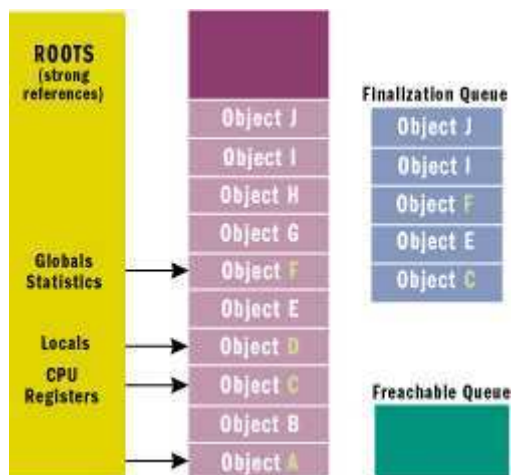 ROOTS
(strong
references)
Globals
Statistics
Locals
CPU
Registers
Object J
Object I
Object H
Object G
Object F
Object E
Object D
Object C
Object B
Object A
Finalization Queue
Object J
Object I
Object F
Object E
Object C
Freachable Queue